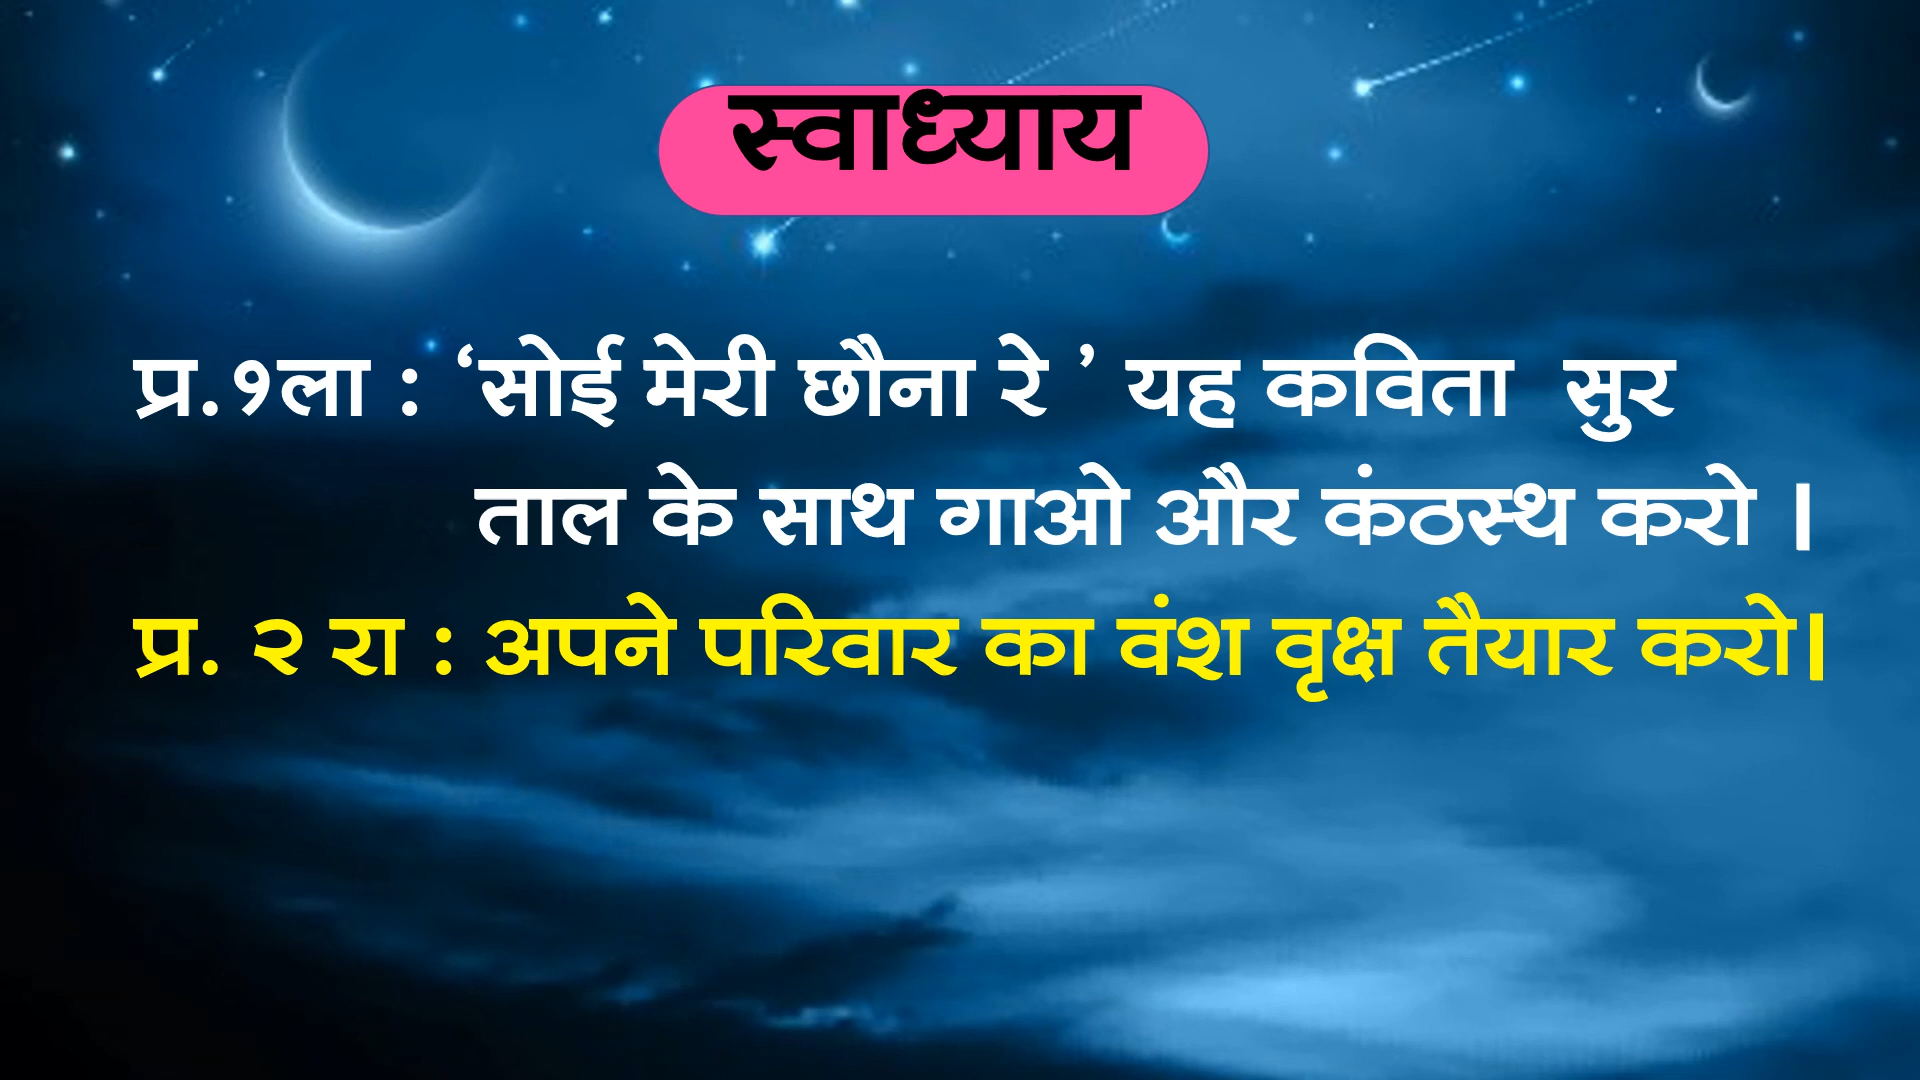 स्वाध्याय
प्र.१ला : ‘सोई मेरी छौना रे ’ यह कविता सुर
ताल के साथ गाओ और कंठस्थ करो ।
प्र. २ रा : अपने परिवार का वंश वृक्ष तैयार करो।